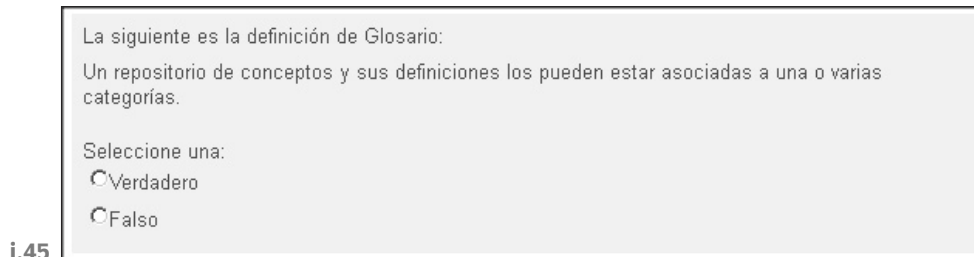 La siguiente es la definición de Glosario:
Un repositorio de conceptos y sus definiciones los pueden estar asociadas a una o varias
categorías.
Seleccione una:
Verdadero
Falso
i.45